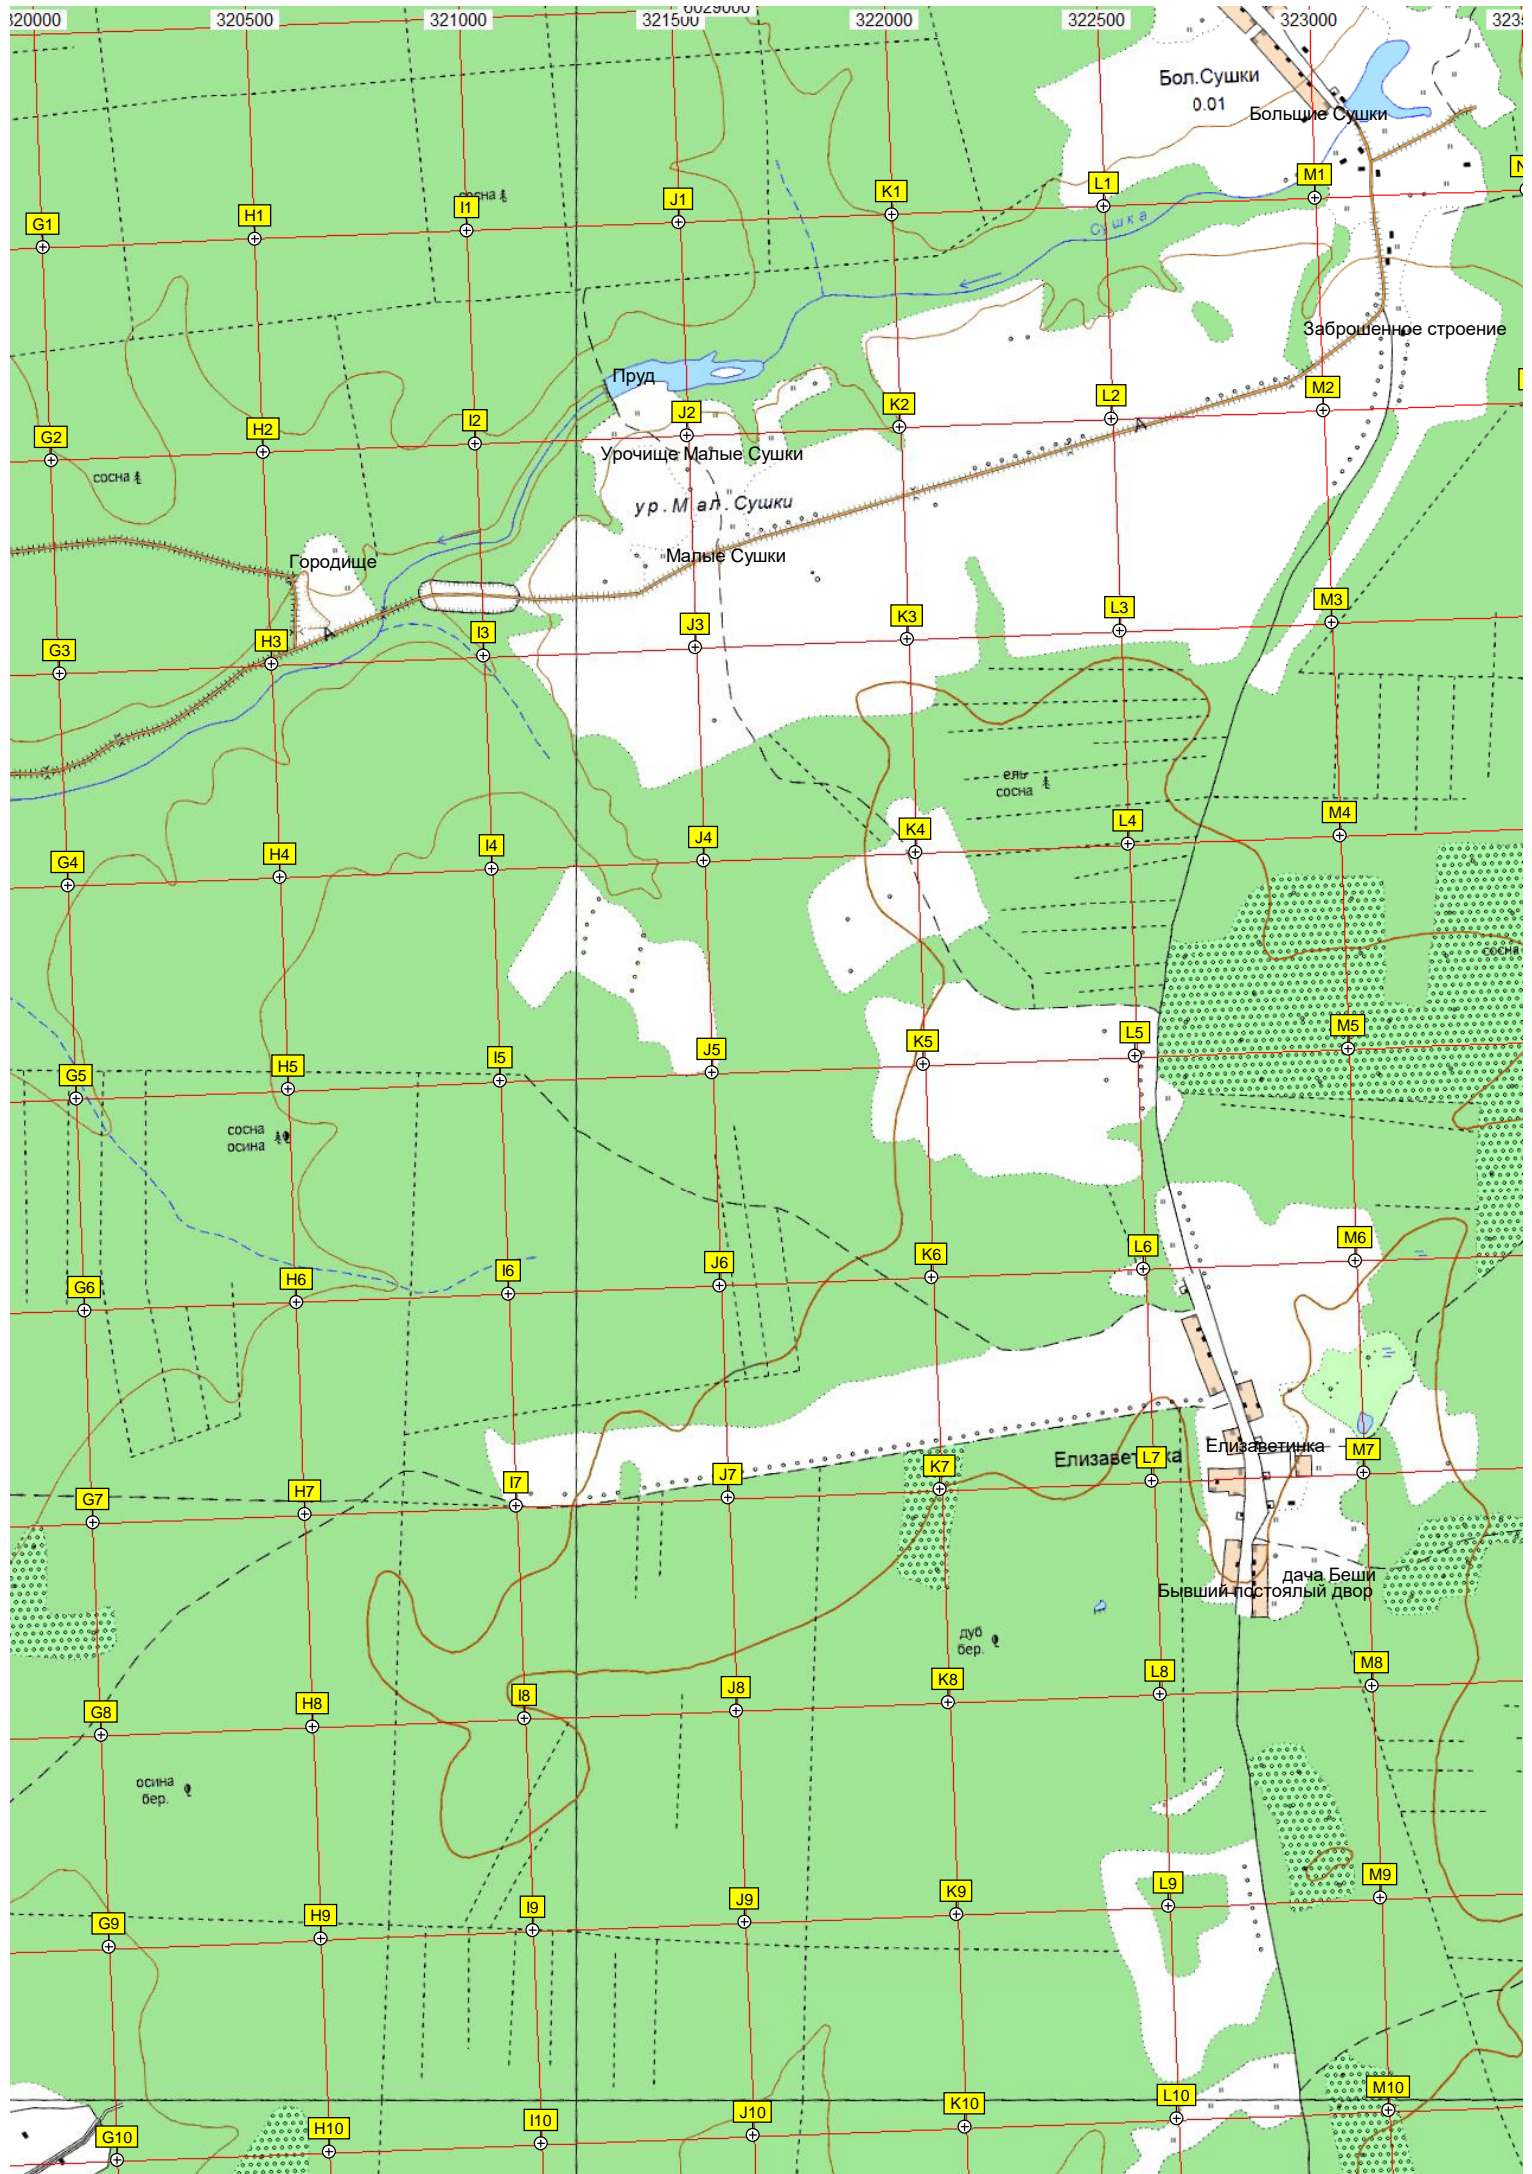 320000 320500 321000 321500 6029000 322000 322500 323000 323
Бол.Сушки
0.01
Большие Сушки
сосна
G1 H1 I1 J1 K1 L1 M1 N
Сушка
Заброшенное строение
Пруд
G2 H2 I2 J2 K2 L2 M2
А
Урочище Малые Сушки
сосна
ур. Мал. Сушки
Малые Сушки
Городище
А
G3 H3 I3 J3 K3 L3 M3
ель
сосна
G4 H4 I4 J4 K4 L4 M4
сосна
G5 H5 I5 J5 K5 L5 M5
сосна
осина
G6 H6 I6 J6 K6 L6 M6
Елизаветинка
Елизаветинка
G7 H7 I7 J7 K7 L7 M7
дача Беши
Бывший постоялый двор
дуб
бер.
G8 H8 I8 J8 K8 L8 M8
осина
бер.
G9 H9 I9 J9 K9 L9 M9
G10 H10 I10 J10 K10 L10 M10